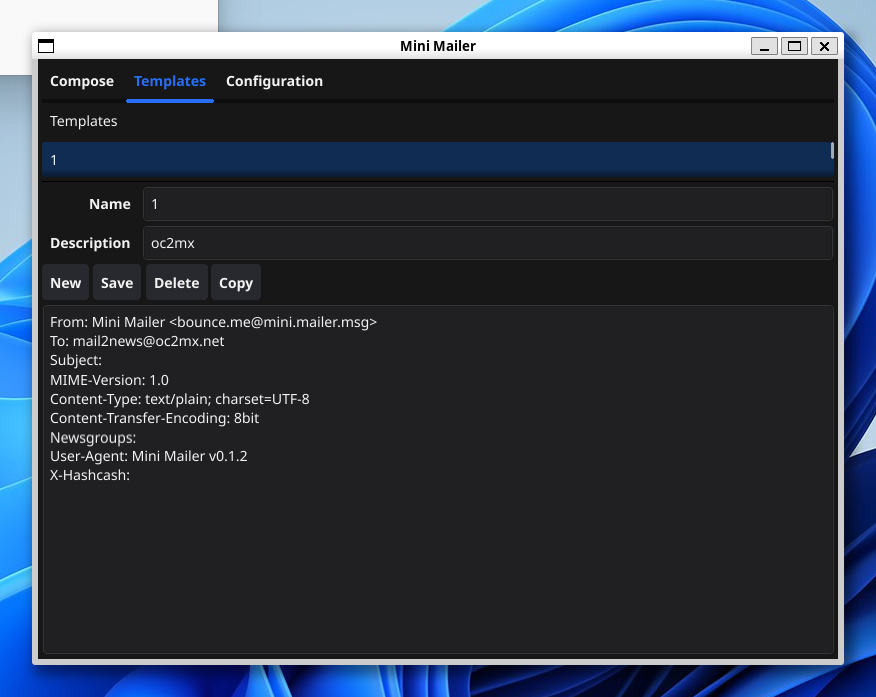 Mini Mailer
Compose Templates Configuration
Templates
1
Name 1
Description oc2mx
New Save Delete Copy
From: Mini Mailer <bounce.me@mini.mailer.msg>
To: mail2news@oc2mx.net
Subject:
MIME-Version: 1.0
Content-Type: text/plain; charset=UTF-8
Content-Transfer-Encoding: 8bit
Newsgroups:
User-Agent: Mini Mailer v0.1.2
X-Hashcash: